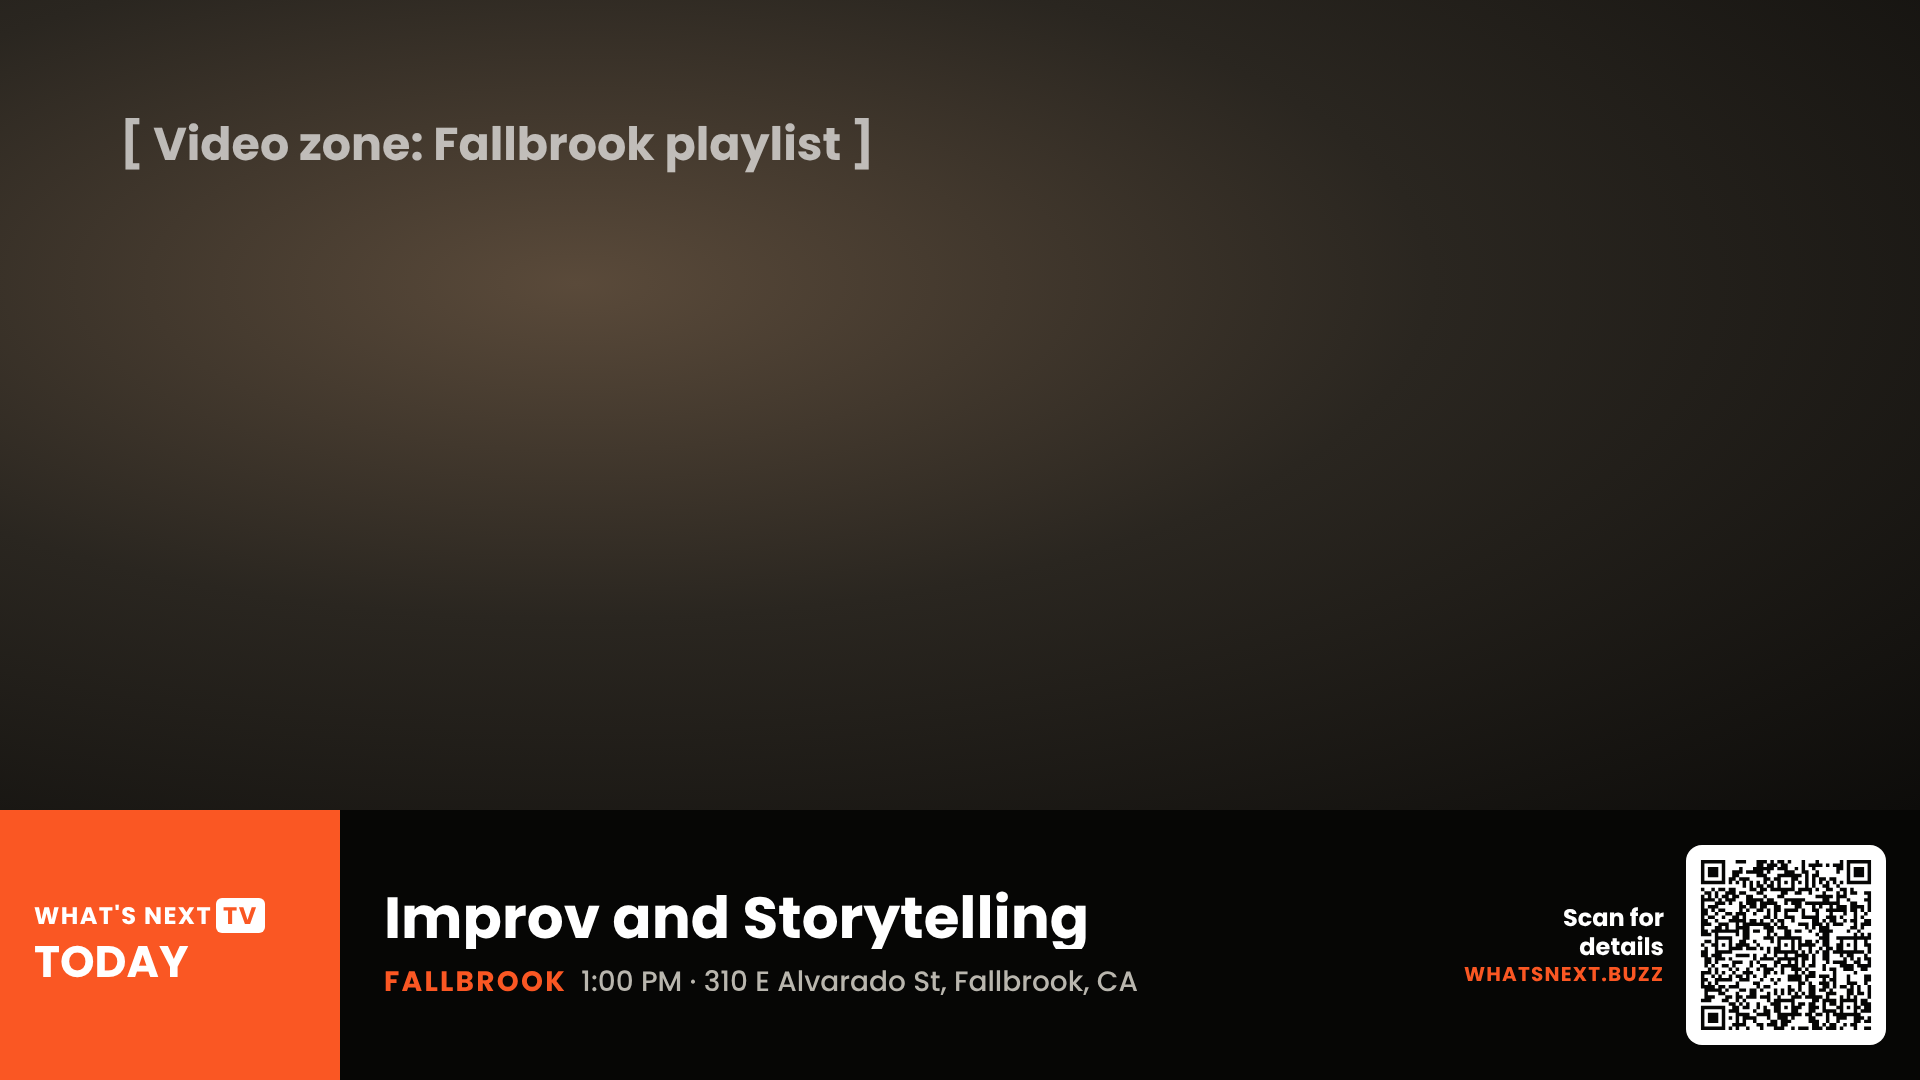 [ Video zone: Fallbrook playlist ]
WHAT'S NEXT TV
TODAY
Improv and Storytelling
FALLBROOK 1:00 PM · 310 E Alvarado St, Fallbrook, CA
Scan for
details
WHATSNEXT.BUZZ